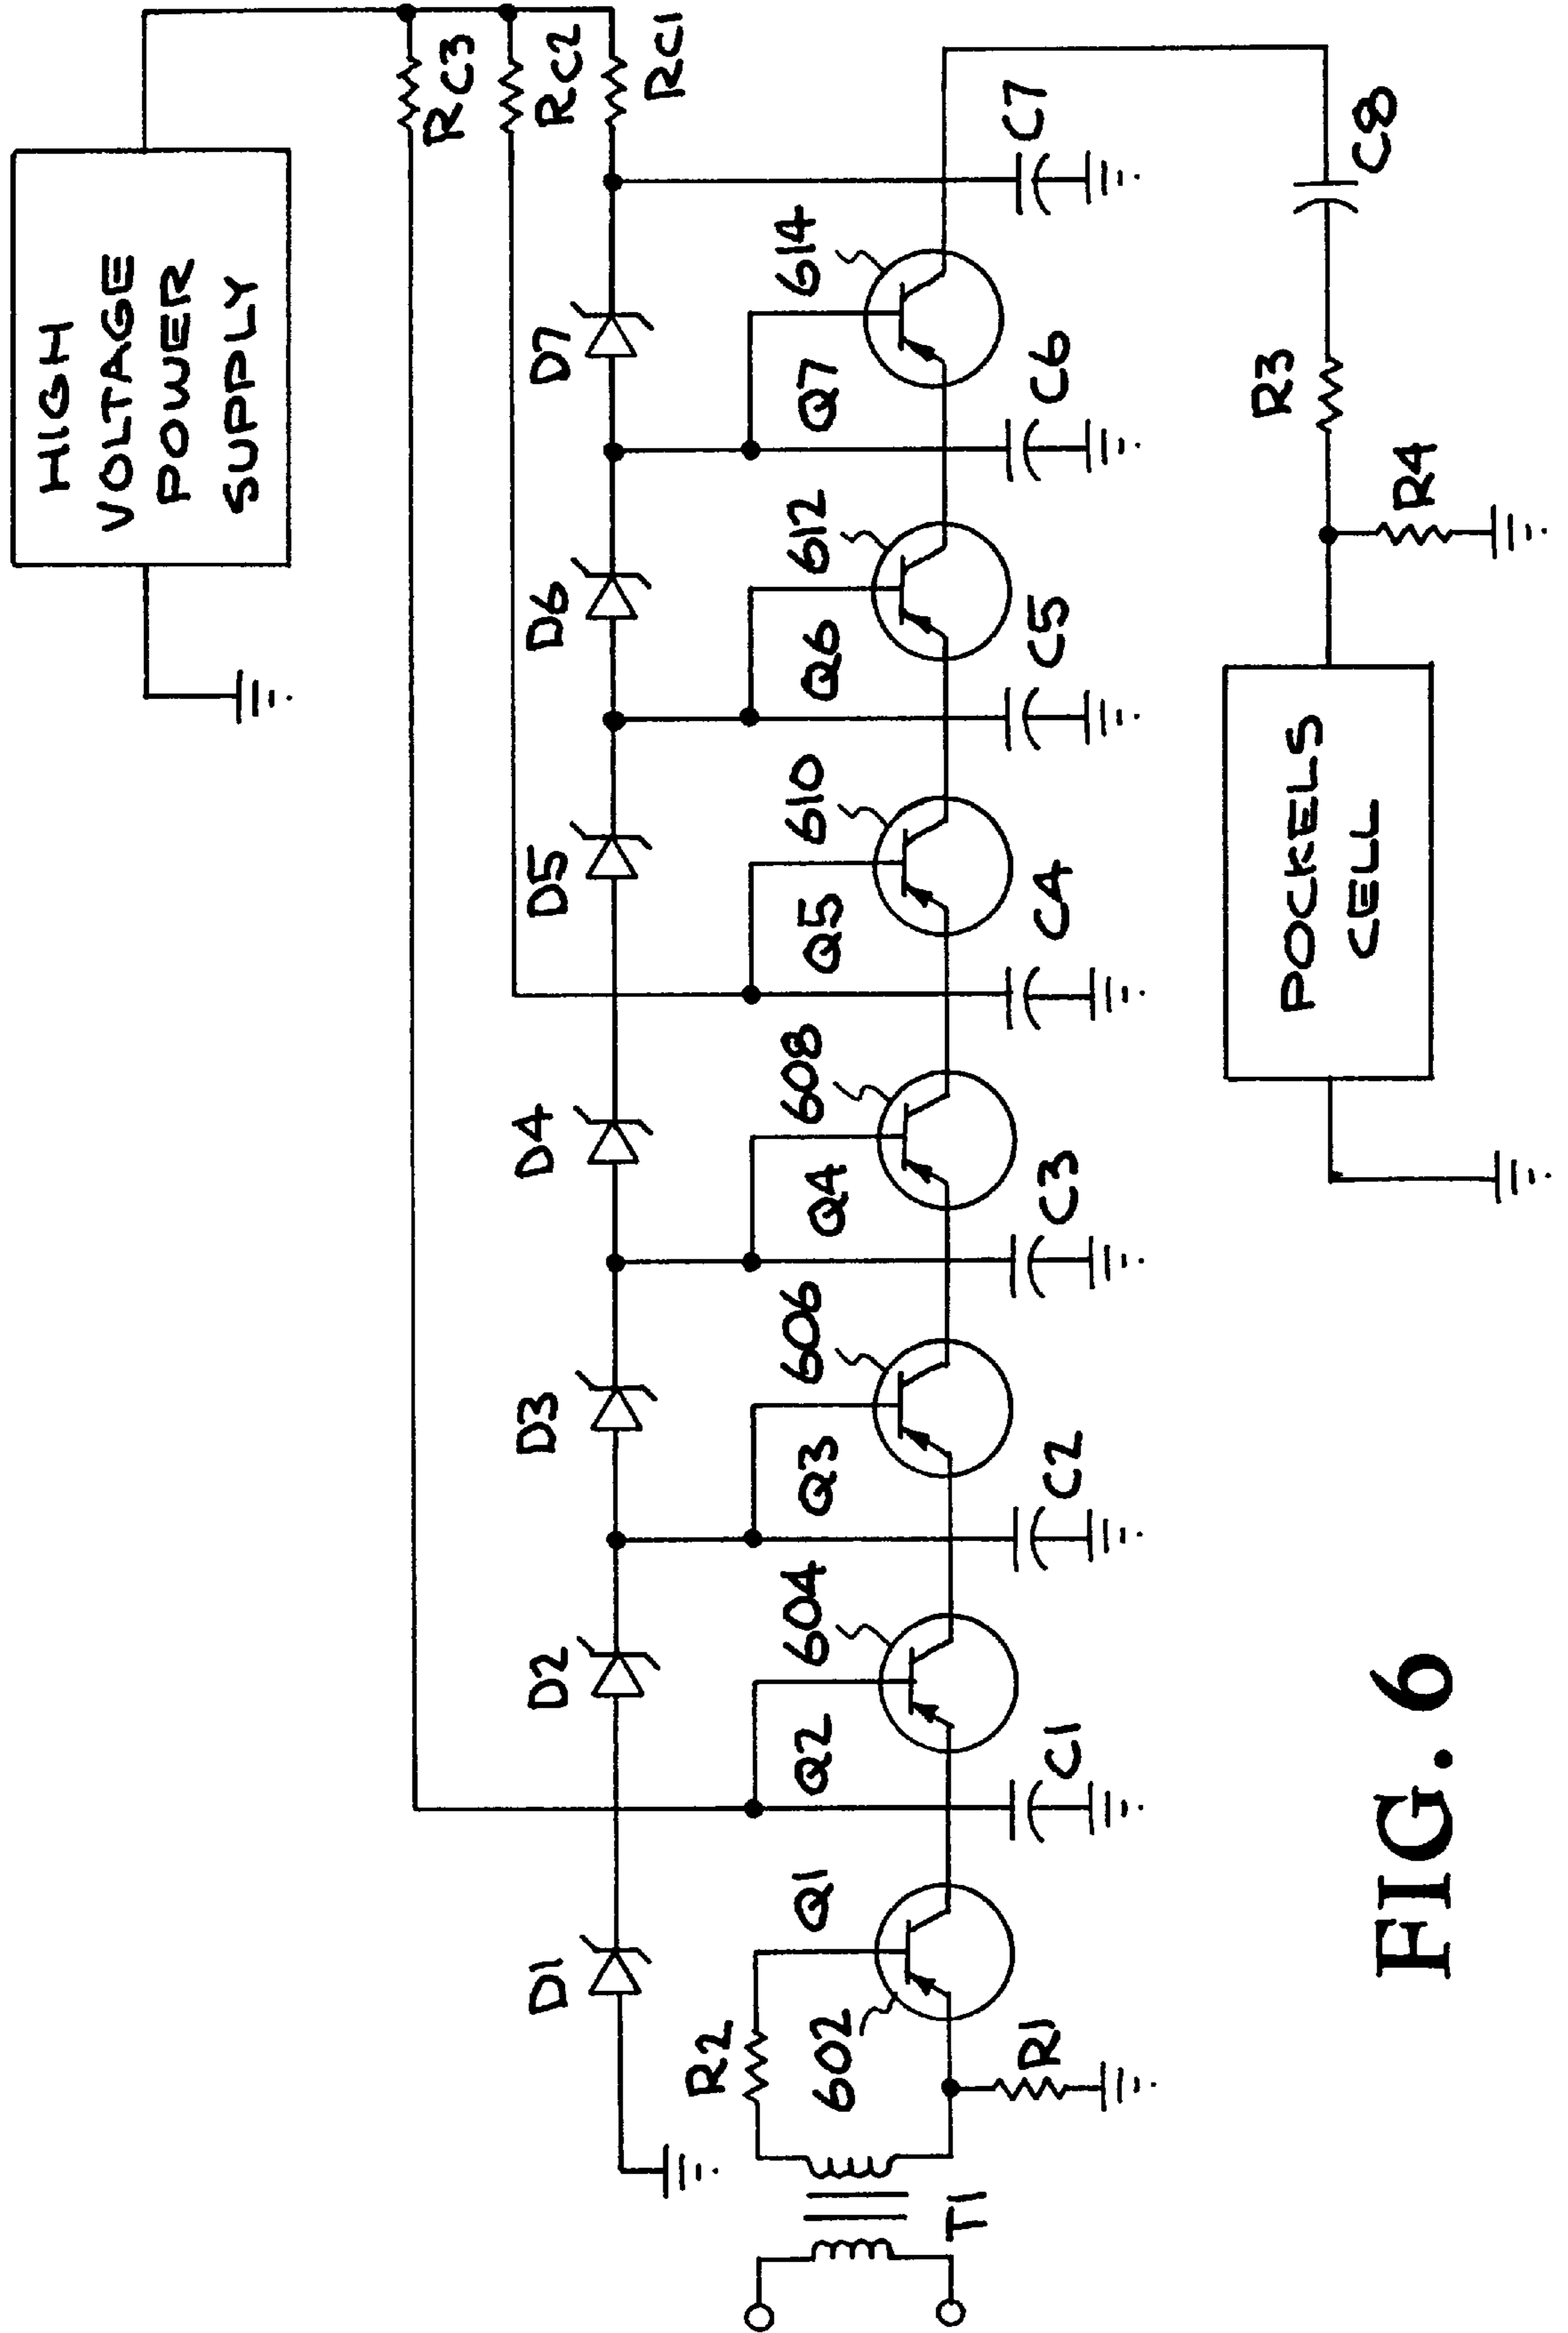 HIGH
VOLTAGE
POWER
SUPPLY
RC3
RC2
RC1
D1
D2
D3
D4
D5
D6
D7
R2
Q1
Q2
604
Q3
606
Q4
608
Q5
610
Q6
612
Q7
614
T1
602
R1
C1
C2
C3
C4
C5
C6
C7
POCKELS
CELL
R4
R3
C8
FIG. 6